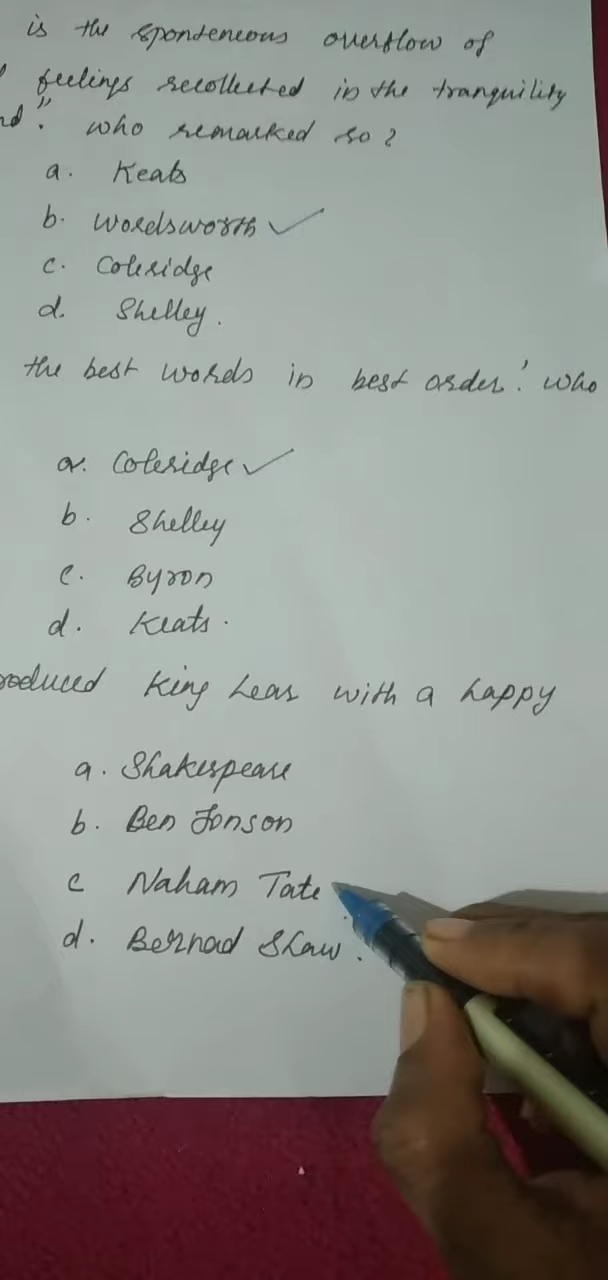 is the sponteneous overflow of
feelings recollected in the tranquility
". who remarked so?
a. Keats
b. Wordsworth ✓
c. Coleridge
d. Shelley.
the best words in best order'. who
a. Coleridge ✓
b. Shelley
c. Byron
d. Keats.
king Lear with a happy
a. Shakespeare
b. Ben Jonson
c Naham Tate
d. Bernad Shaw.